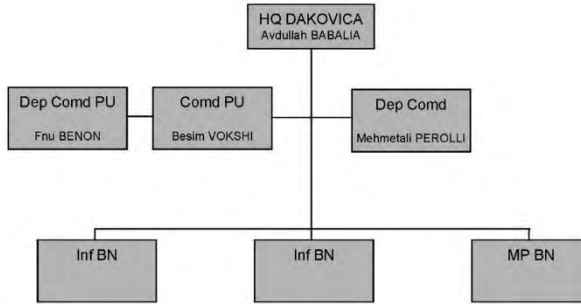 HQ DAKOVICA
Avdullah BABALIA
Dep Comd PU
Fnu BENON
Comd PU
Besim VOKSHI
Dep Comd
Mehmetali PEROLLI
Inf BN
Inf BN
MP BN